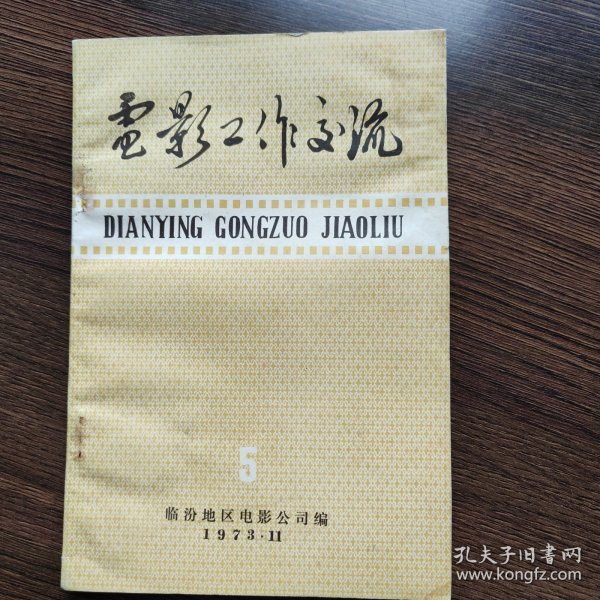 電影工作交流
DIANYING GONGZUO JIAOLIU
5
临汾地区电影公司编
1973·11
孔夫子旧书网
www.kongfz.com